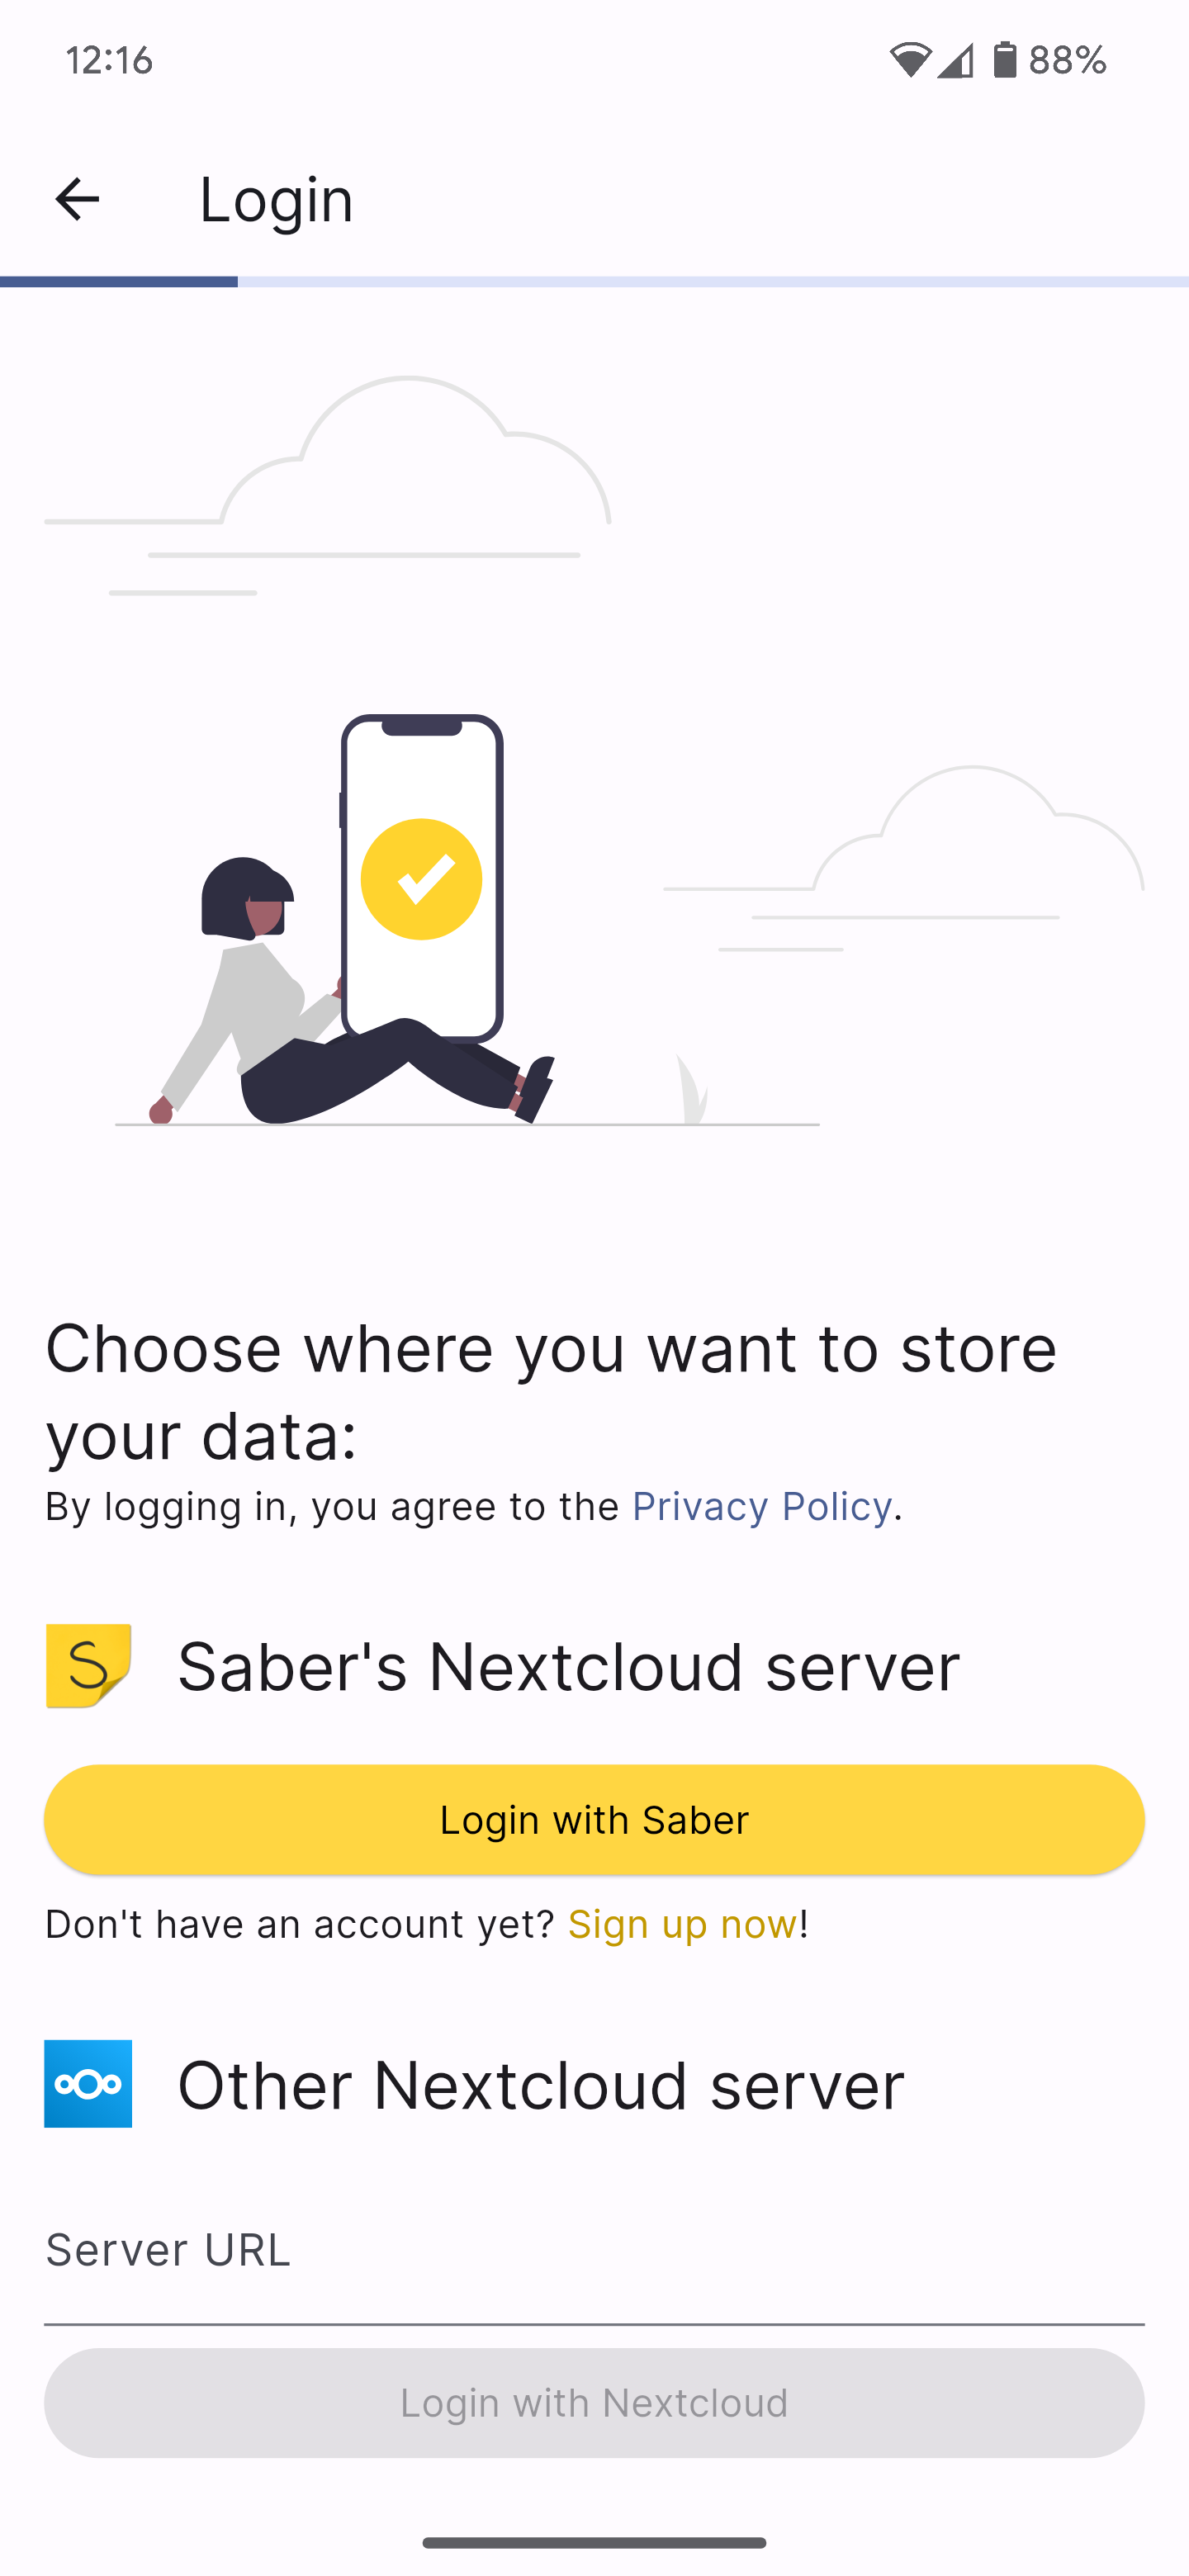 12:16
88%
Login
Choose where you want to store
your data:
By logging in, you agree to the Privacy Policy.
S
Saber's Nextcloud server
Login with Saber
Don't have an account yet? Sign up now!
Other Nextcloud server
Server URL
Login with Nextcloud